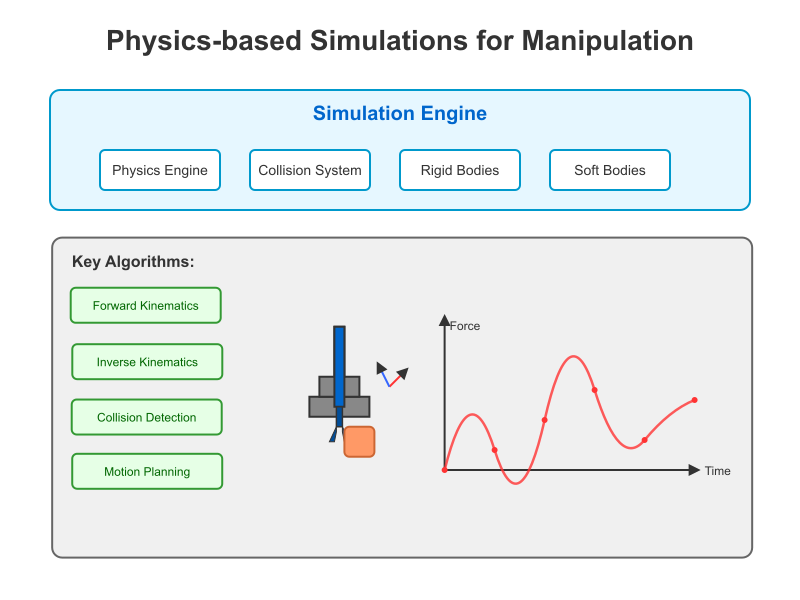 Physics-based Simulations for Manipulation
Simulation Engine
Physics Engine
Collision System
Rigid Bodies
Soft Bodies
Key Algorithms:
Forward Kinematics
Inverse Kinematics
Collision Detection
Motion Planning
Force
Time